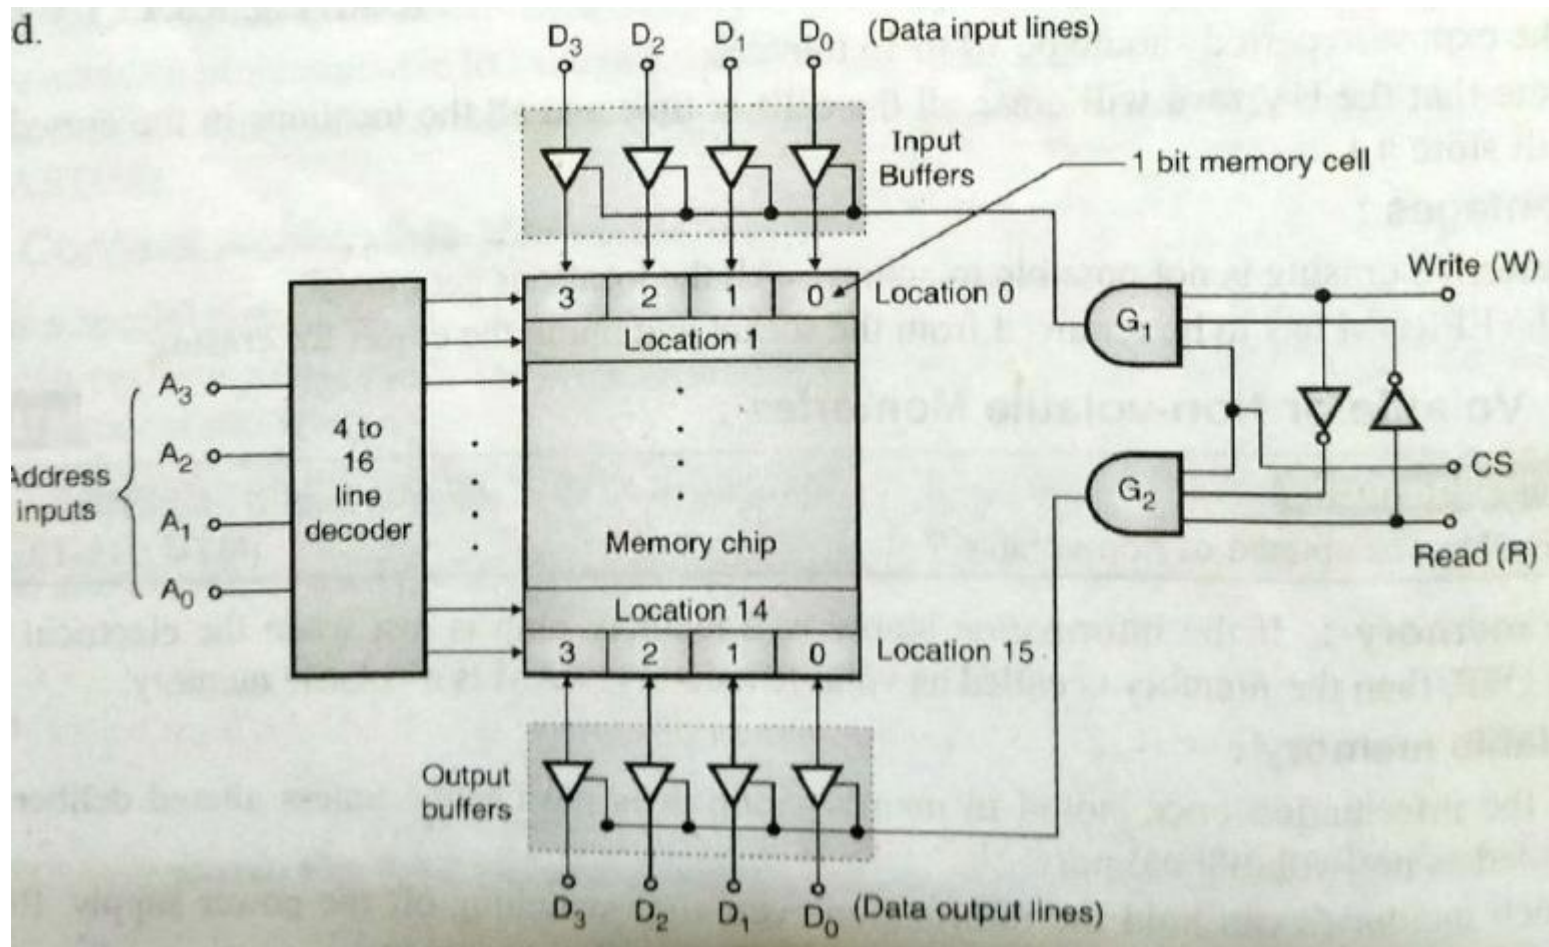 d.
D3 D2 D1 D0 (Data input lines)
Input
Buffers
1 bit memory cell
Write (W)
3 2 1 0 Location 0
Location 1
G1
A3
A2
A1
A0
Address
inputs
4 to
16
line
decoder
Memory chip
G2
CS
Read (R)
Location 14
3 2 1 0 Location 15
Output
buffers
D3 D2 D1 D0 (Data output lines)